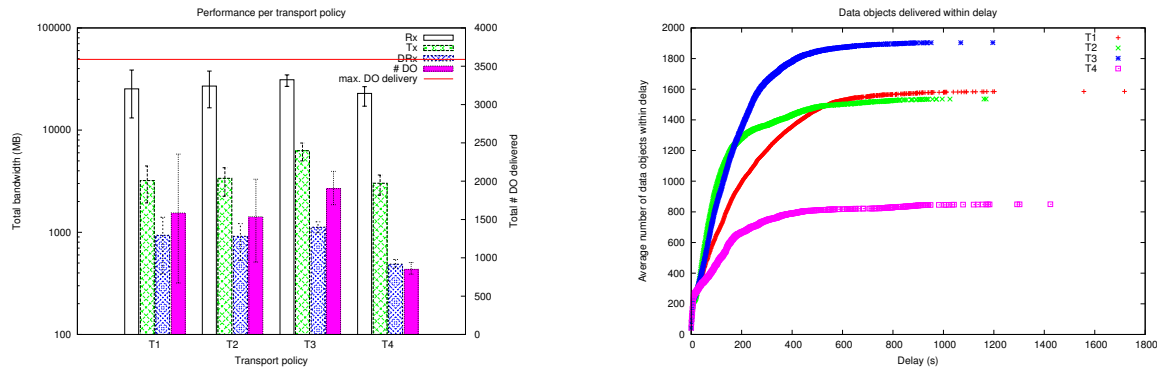 Performance per transport policy
Total bandwidth (MB)
100000
10000
1000
100
Rx
Tx
DRx
# DO
max. DO delivery
4000
3500
3000
2500
2000
1500
1000
500
0
Total # DO delivered
T1 T2 T3 T4
Transport policy
Data objects delivered within delay
Average number of data objects within delay
2000
1800
1600
1400
1200
1000
800
600
400
200
0
T1
T2
T3
T4
0 200 400 600 800 1000 1200 1400 1600 1800
Delay (s)